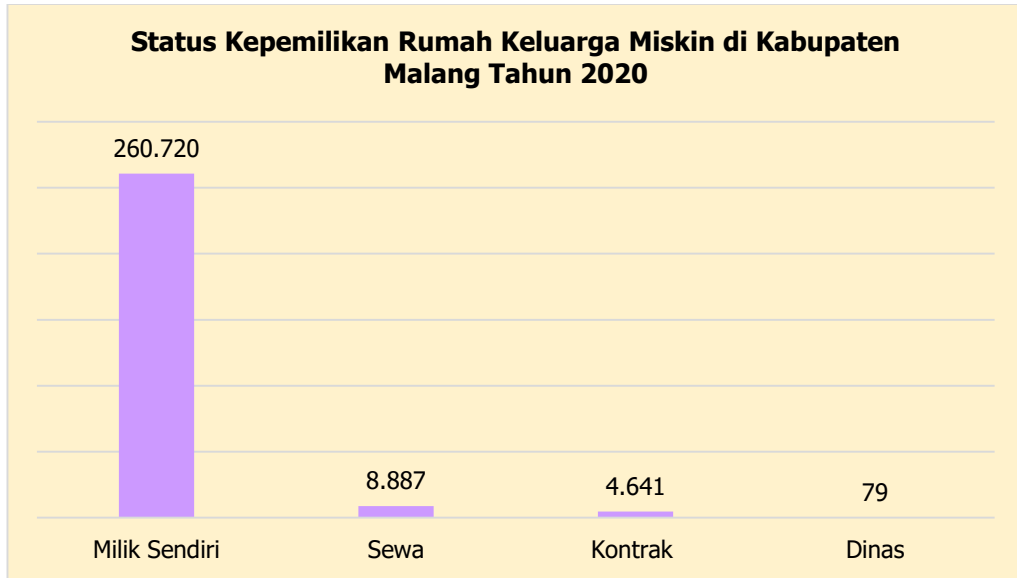 Status Kepemilikan Rumah Keluarga Miskin di Kabupaten
Malang Tahun 2020
260.720
8.887
4.641
79
Milik Sendiri
Sewa
Kontrak
Dinas